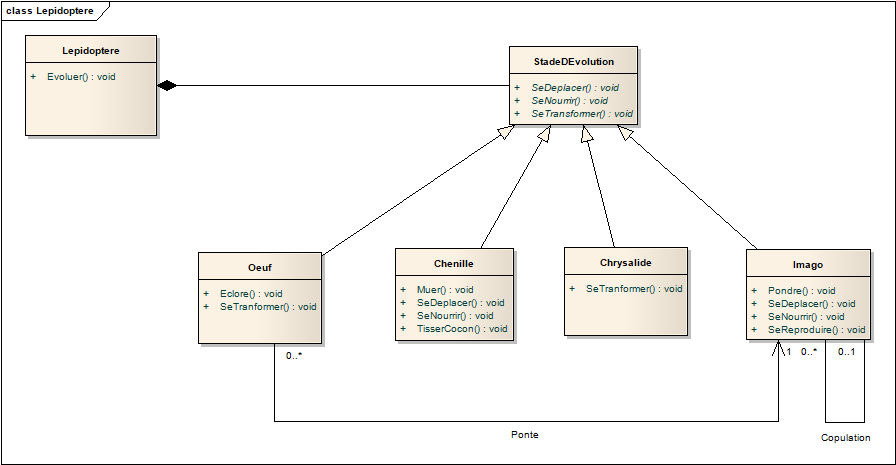 class Lepidoptere
Lepidoptere
+ Evoluer() : void
StadeDEvolution
+ SeDeplacer() : void
+ SeNourrir() : void
+ SeTransformer() : void
Oeuf
+ Eclore() : void
+ SeTranformer() : void
Chenille
+ Muer() : void
+ SeDeplacer() : void
+ SeNourrir() : void
+ TisserCocon() : void
Chrysalide
+ SeTranformer() : void
Imago
+ Pondre() : void
+ SeDeplacer() : void
+ SeNourrir() : void
+ SeReproduire() : void
0..*
1
0..*
0..1
Ponte
Copulation